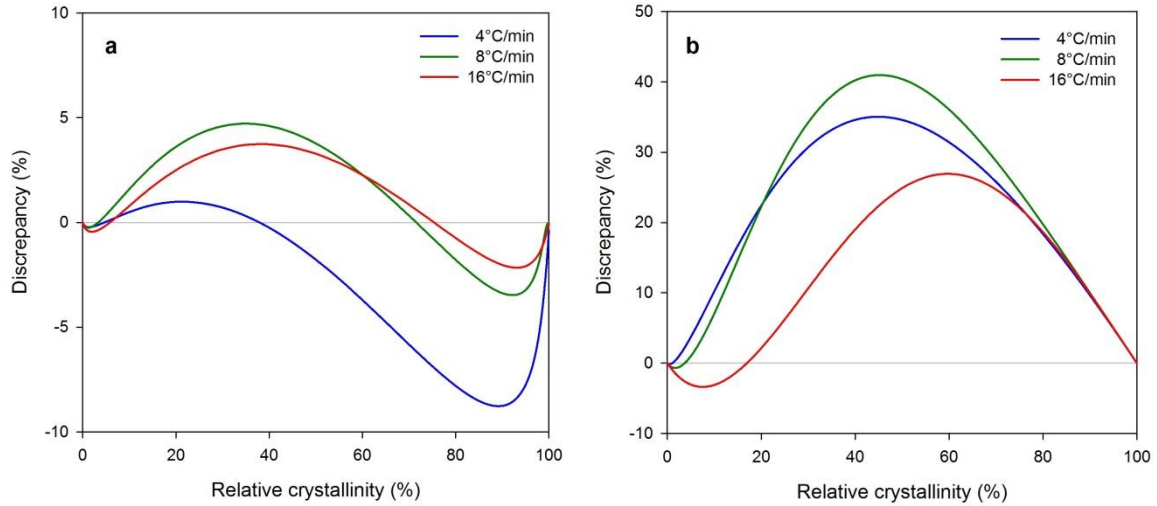 a
4°C/min
8°C/min
16°C/min
10
5
0
-5
-10
Discrepancy (%)
0 20 40 60 80 100
Relative crystallinity (%)
b
4°C/min
8°C/min
16°C/min
50
40
30
20
10
0
-10
Discrepancy (%)
0 20 40 60 80 100
Relative crystallinity (%)